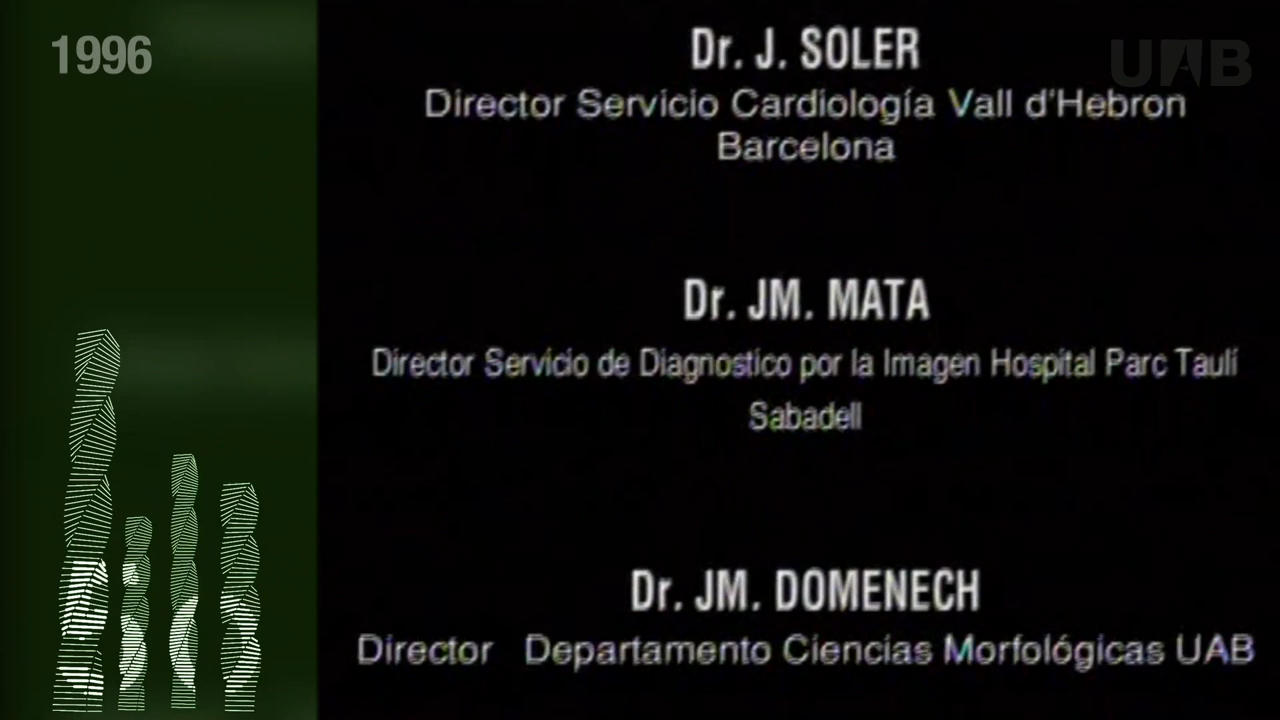 1996
UAB
Dr. J. SOLER
Director Servicio Cardiología Vall d'Hebron
Barcelona
Dr. JM. MATA
Director Servicio de Diagnostico por la Imagen Hospital Parc Taulí
Sabadell
Dr. JM. DOMENECH
Director Departamento Ciencias Morfológicas UAB